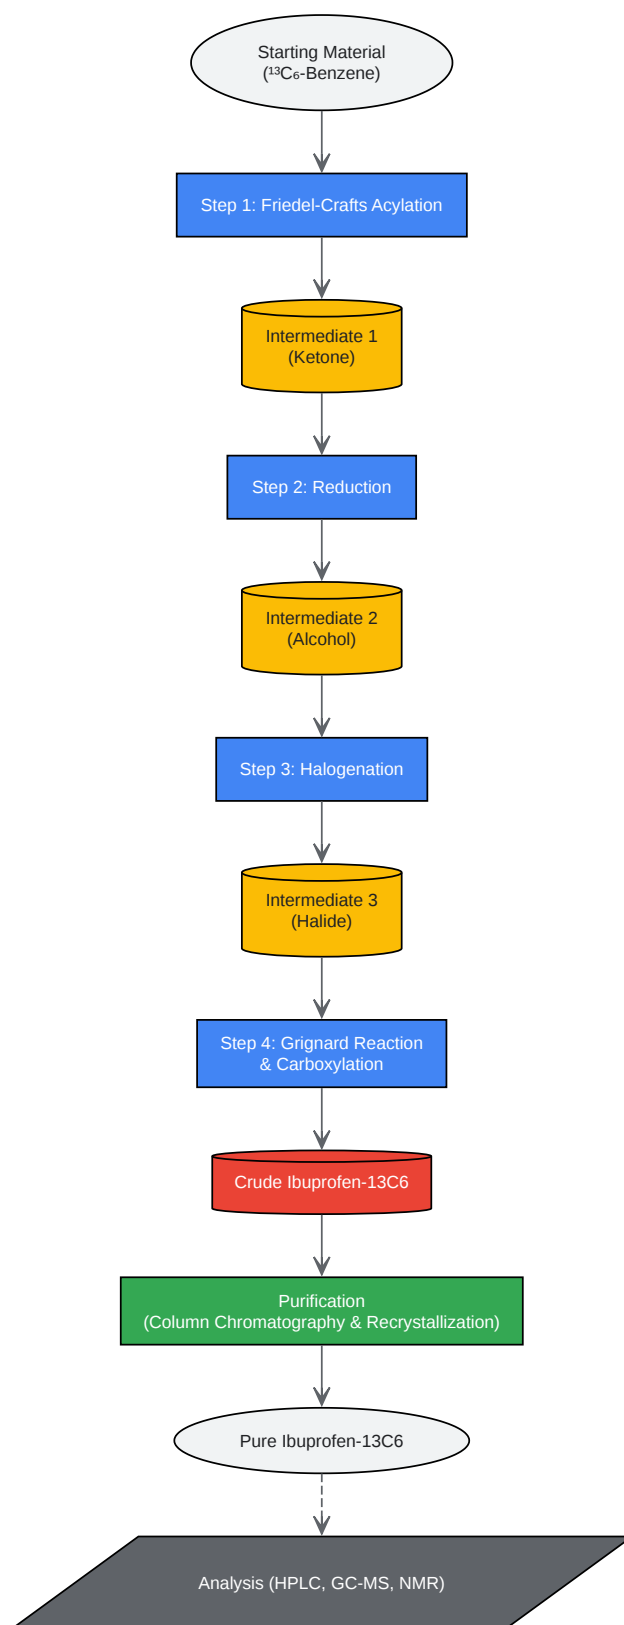 Starting Material
(¹³C₆-Benzene)
Step 1: Friedel-Crafts Acylation
Intermediate 1
(Ketone)
Step 2: Reduction
Intermediate 2
(Alcohol)
Step 3: Halogenation
Intermediate 3
(Halide)
Step 4: Grignard Reaction
& Carboxylation
Crude Ibuprofen-13C6
Purification
(Column Chromatography & Recrystallization)
Pure Ibuprofen-13C6
Analysis (HPLC, GC-MS, NMR)